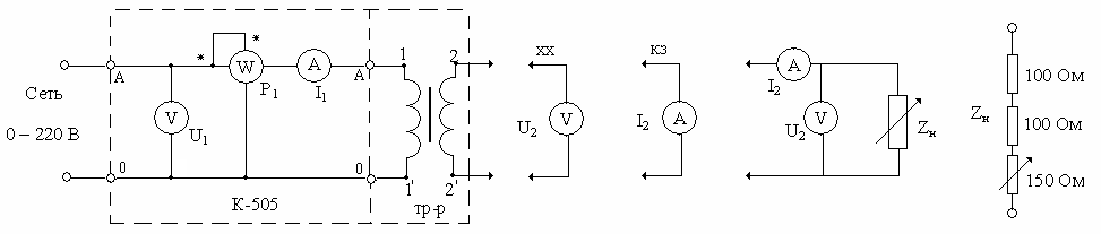 Сеть
0 – 220 В
A
0
*
*
W
P1
A
I1
V
U1
A
0
К-505
1
2
1'
2'
тр-р
хх
U2
V
кз
I2
A
A
I2
V
U2
Zн
Zн
100 Ом
100 Ом
150 Ом